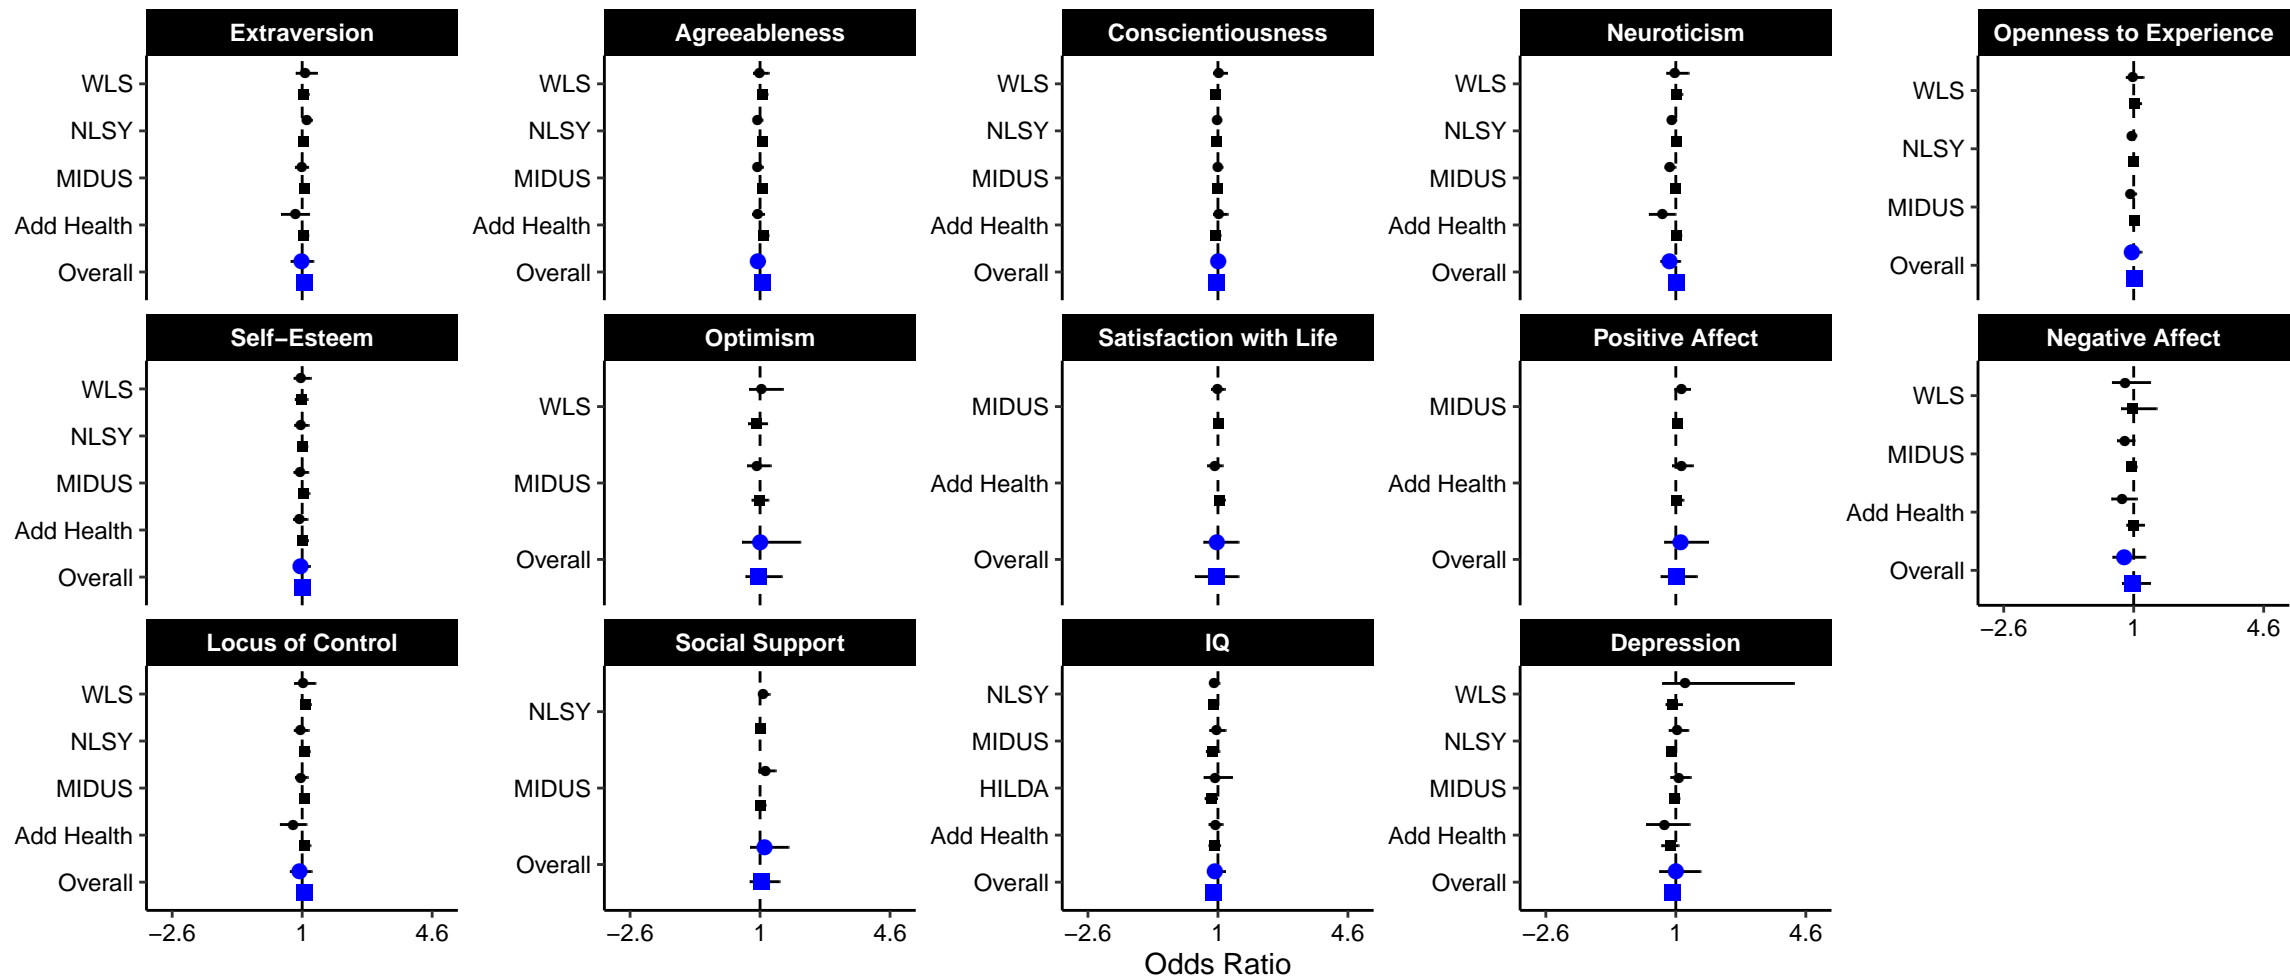 Extraversion
WLS
NLSY
MIDUS
Add Health
Overall
Agreeableness
WLS
NLSY
MIDUS
Add Health
Overall
Conscientiousness
WLS
NLSY
MIDUS
Add Health
Overall
Neuroticism
WLS
NLSY
MIDUS
Add Health
Overall
Openness to Experience
WLS
NLSY
MIDUS
Overall
Self−Esteem
WLS
NLSY
MIDUS
Add Health
Overall
Optimism
WLS
MIDUS
Overall
Satisfaction with Life
MIDUS
Add Health
Overall
Positive Affect
MIDUS
Add Health
Overall
Negative Affect
WLS
MIDUS
Add Health
Overall
−2.6 1 4.6
Locus of Control
WLS
NLSY
MIDUS
Add Health
Overall
−2.6 1 4.6
Social Support
NLSY
MIDUS
Overall
−2.6 1 4.6
IQ
NLSY
MIDUS
HILDA
Add Health
Overall
−2.6 1 4.6
Depression
WLS
NLSY
MIDUS
Add Health
Overall
−2.6 1 4.6
Odds Ratio